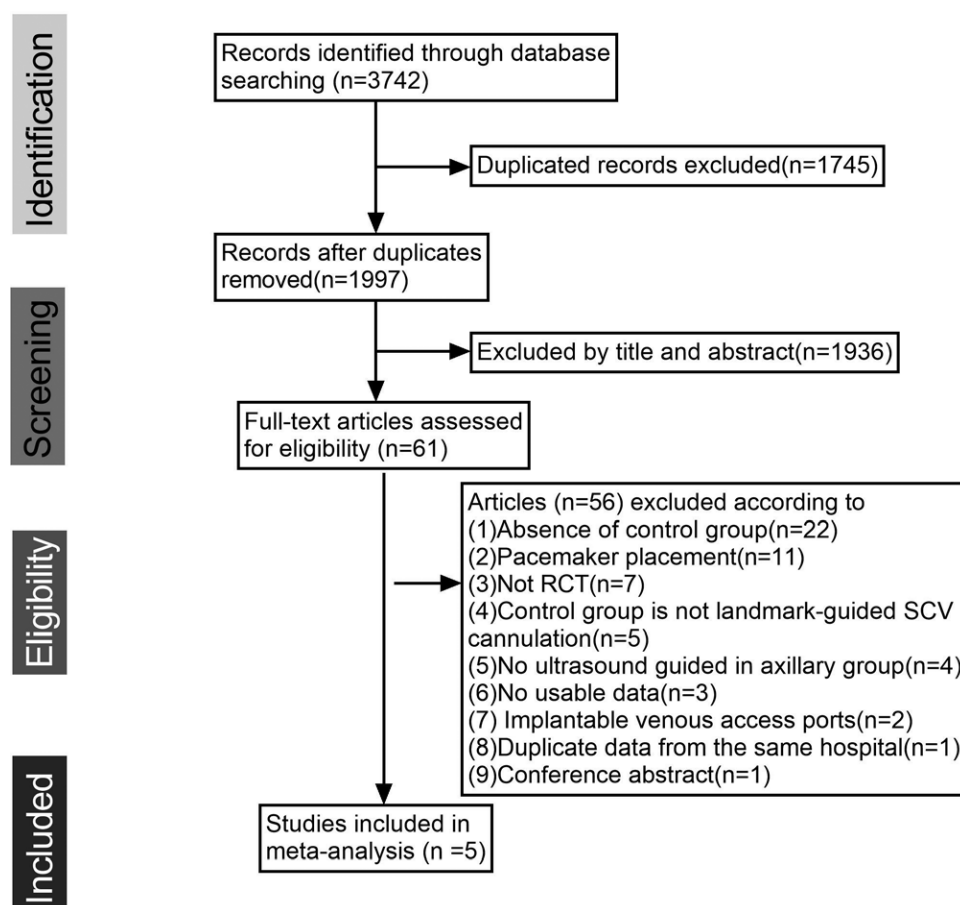 Identification
Records identified through database
searching (n=3742)
Duplicated records excluded(n=1745)
Records after duplicates
removed(n=1997)
Screening
Excluded by title and abstract(n=1936)
Full-text articles assessed
for eligibility (n=61)
Eligibility
Articles (n=56) excluded according to
(1)Absence of control group(n=22)
(2)Pacemaker placement(n=11)
(3)Not RCT(n=7)
(4)Control group is not landmark-guided SCV
cannulation(n=5)
(5)No ultrasound guided in axillary group(n=4)
(6)No usable data(n=3)
(7) Implantable venous access ports(n=2)
(8)Duplicate data from the same hospital(n=1)
(9)Conference abstract(n=1)
Included
Studies included in
meta-analysis (n =5)